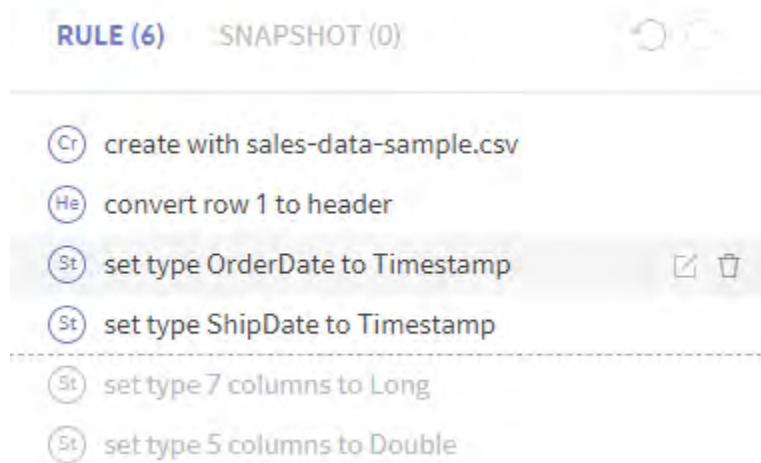 RULE (6) SNAPSHOT (0)
Cr create with sales-data-sample.csv
He convert row 1 to header
St set type OrderDate to Timestamp
St set type ShipDate to Timestamp
St set type 7 columns to Long
St set type 5 columns to Double